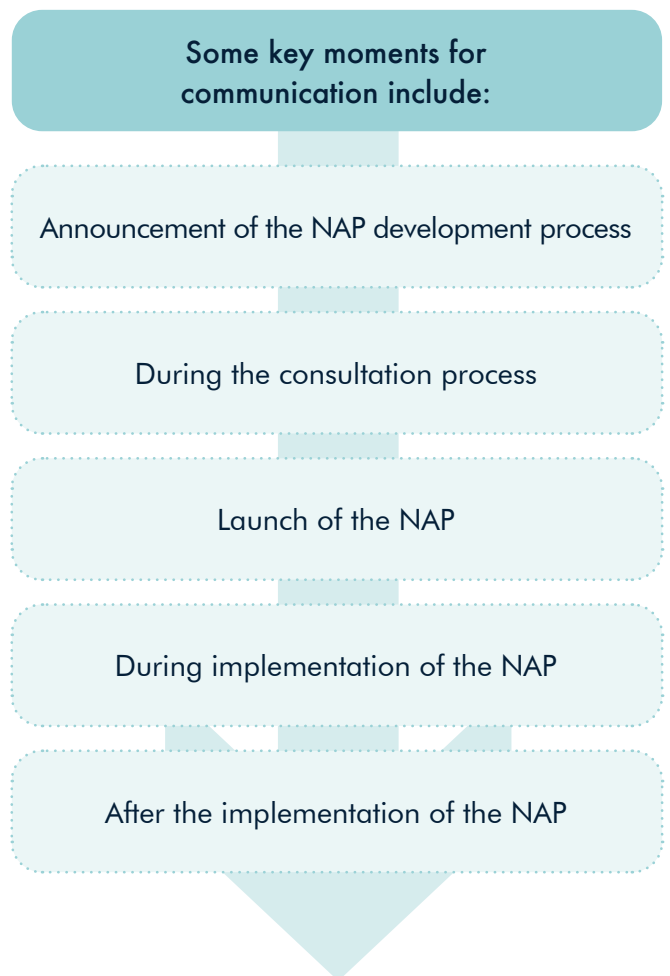 Some key moments for
communication include:
Announcement of the NAP development process
During the consultation process
Launch of the NAP
During implementation of the NAP
After the implementation of the NAP